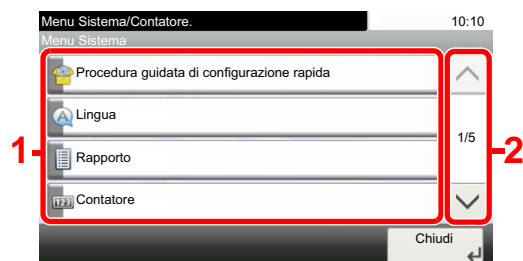 Menu Sistema/Contatore. 10:10
Menu Sistema
Procedura guidata di configurazione rapida
Lingua
1 1/5 2
Rapporto
123 Contatore
Chiudi